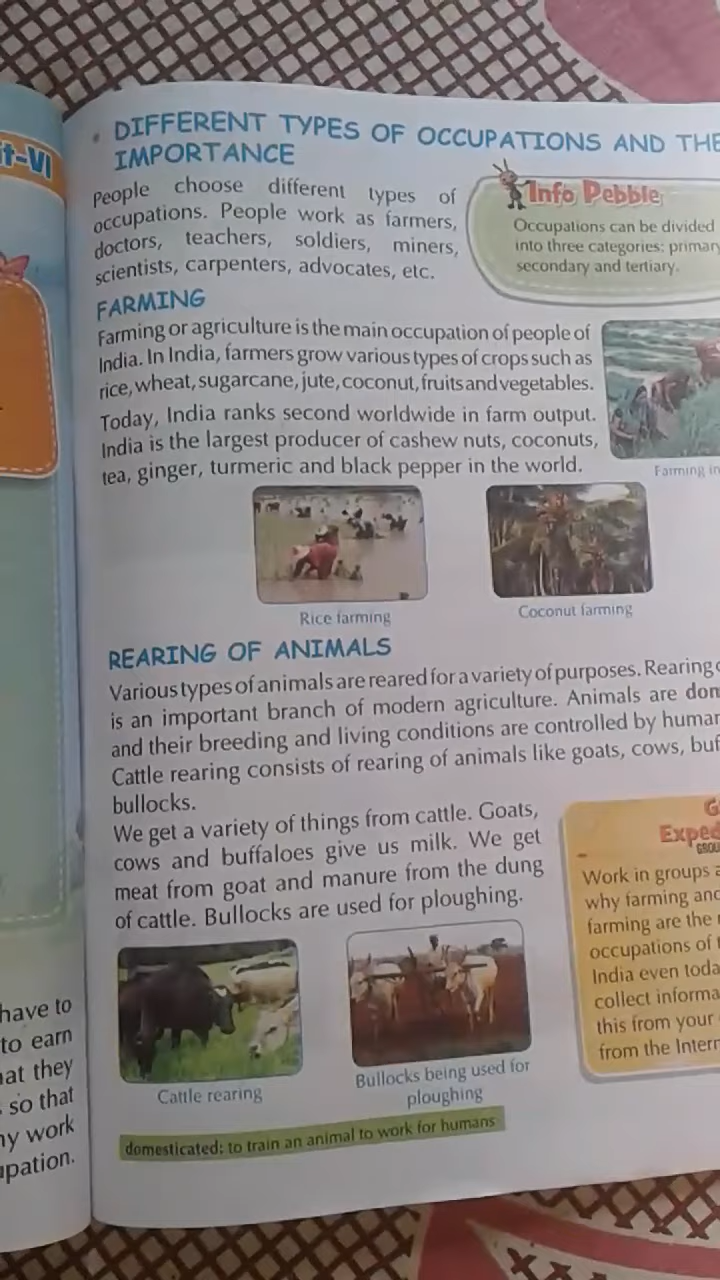 it-VI
DIFFERENT TYPES OF OCCUPATIONS AND THE
IMPORTANCE
People choose different types of
occupations. People work as farmers,
doctors, teachers, soldiers, miners,
scientists, carpenters, advocates, etc.
Info Pebble
Occupations can be divided
into three categories: primary
secondary and tertiary.
FARMING
Farming or agriculture is the main occupation of people of
India. In India, farmers grow various types of crops such as
rice, wheat, sugarcane, jute, coconut, fruits and vegetables.
Today, India ranks second worldwide in farm output.
India is the largest producer of cashew nuts, coconuts,
tea, ginger, turmeric and black pepper in the world.
Farming in
Rice farming
Coconut farming
REARING OF ANIMALS
Various types of animals are reared for a variety of purposes. Rearing
is an important branch of modern agriculture. Animals are dom
and their breeding and living conditions are controlled by human
Cattle rearing consists of rearing of animals like goats, cows, buf
bullocks.
We get a variety of things from cattle. Goats,
cows and buffaloes give us milk. We get
meat from goat and manure from the dung
of cattle. Bullocks are used for ploughing.
G
Exped
GROU
Work in groups a
why farming and
farming are the
occupations of
India even toda
collect informa
this from your
from the Intern
Cattle rearing
Bullocks being used for
ploughing
domesticated: to train an animal to work for humans
have to
to earn
hat they
so that
ny work
upation.